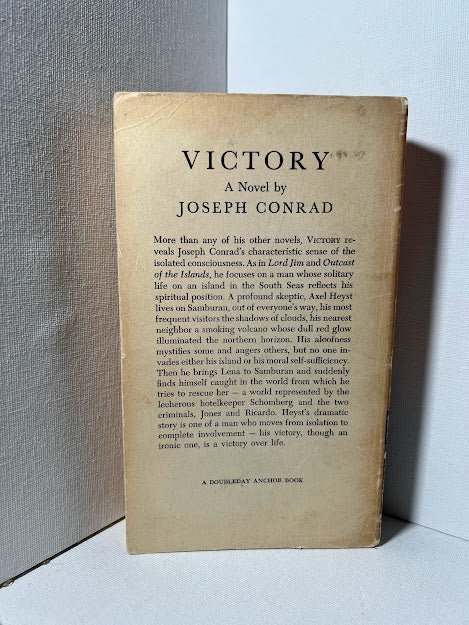 VICTORY
A Novel by
JOSEPH CONRAD
More than any of his other novels, VICTORY re-
veals Joseph Conrad's characteristic sense of the
isolated consciousness. As in Lord Jim and Outcast
of the Islands, he focuses on a man whose solitary
life on an island in the South Seas reflects his
spiritual position. A profound skeptic, Axel Heyst
lives on Samburan, out of everyone's way, his most
frequent visitors the shadows of clouds, his nearest
neighbor a smoking volcano whose dull red glow
illuminated the northern horizon. His aloofness
mystifies some and angers others, but no one in-
vades either his island or his moral self-sufficiency.
Then he brings Lena to Samburan and suddenly
finds himself caught in the world from which he
tries to rescue her — a world represented by the
lecherous hotelkeeper Schomberg and the two
criminals, Jones and Ricardo. Heyst's dramatic
story is one of a man who moves from isolation to
complete involvement — his victory, though an
ironic one, is a victory over life.
A DOUBLEDAY ANCHOR BOOK